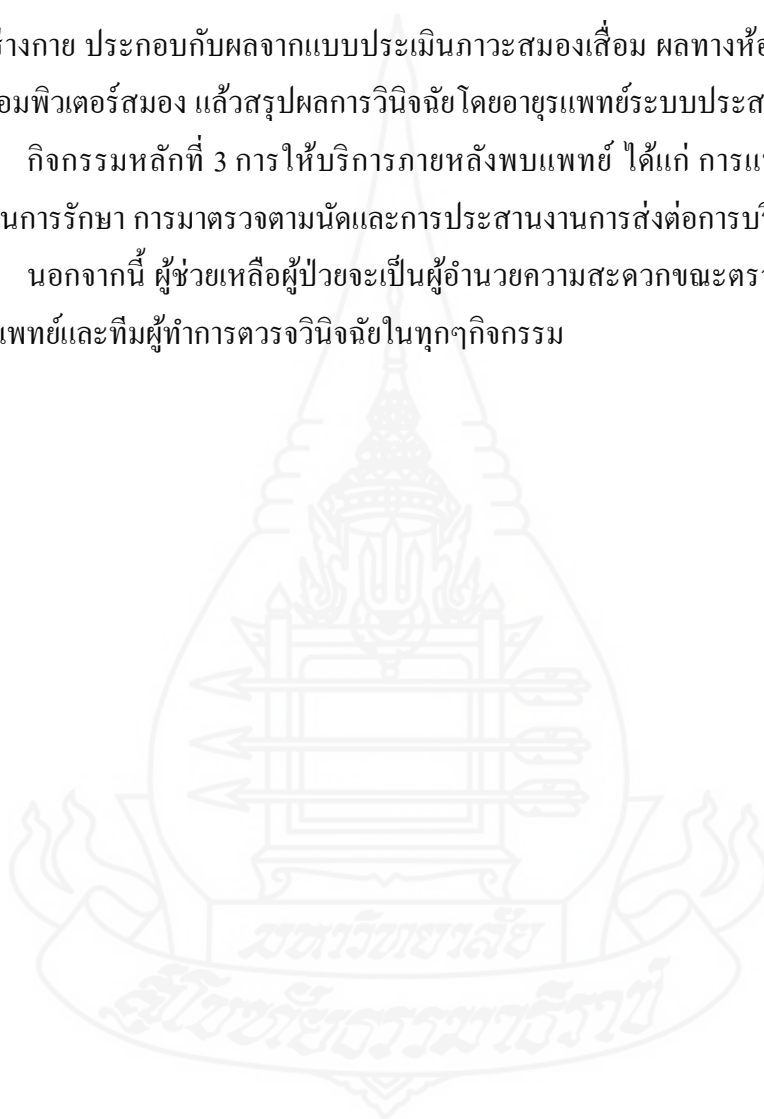 ร่างกาย ประกอบกับผลจากแบบประเมินภาวะสมองเสื่อม ผลทางห้อ
อมพิวเตอร์สมอง แล้วสรุปผลการวินิจฉัยโดยอายุรแพทย์ระบบประส
กิจกรรมหลักที่ 3 การให้บริการภายหลังพบแพทย์ ได้แก่ การแ
นการรักษา การมาตรวจตามนัดและการประสานงานการส่งต่อการบริ
นอกจากนี้ ผู้ช่วยเหลือผู้ป่วยจะเป็นผู้อำนวยความสะดวกขณะตรว
แพทย์และทีมผู้ทำการตวรจวินิจฉัยในทุกๆกิจกรรม
มหาวิทยาลัย
สุโขทัยธรรมาธิราช